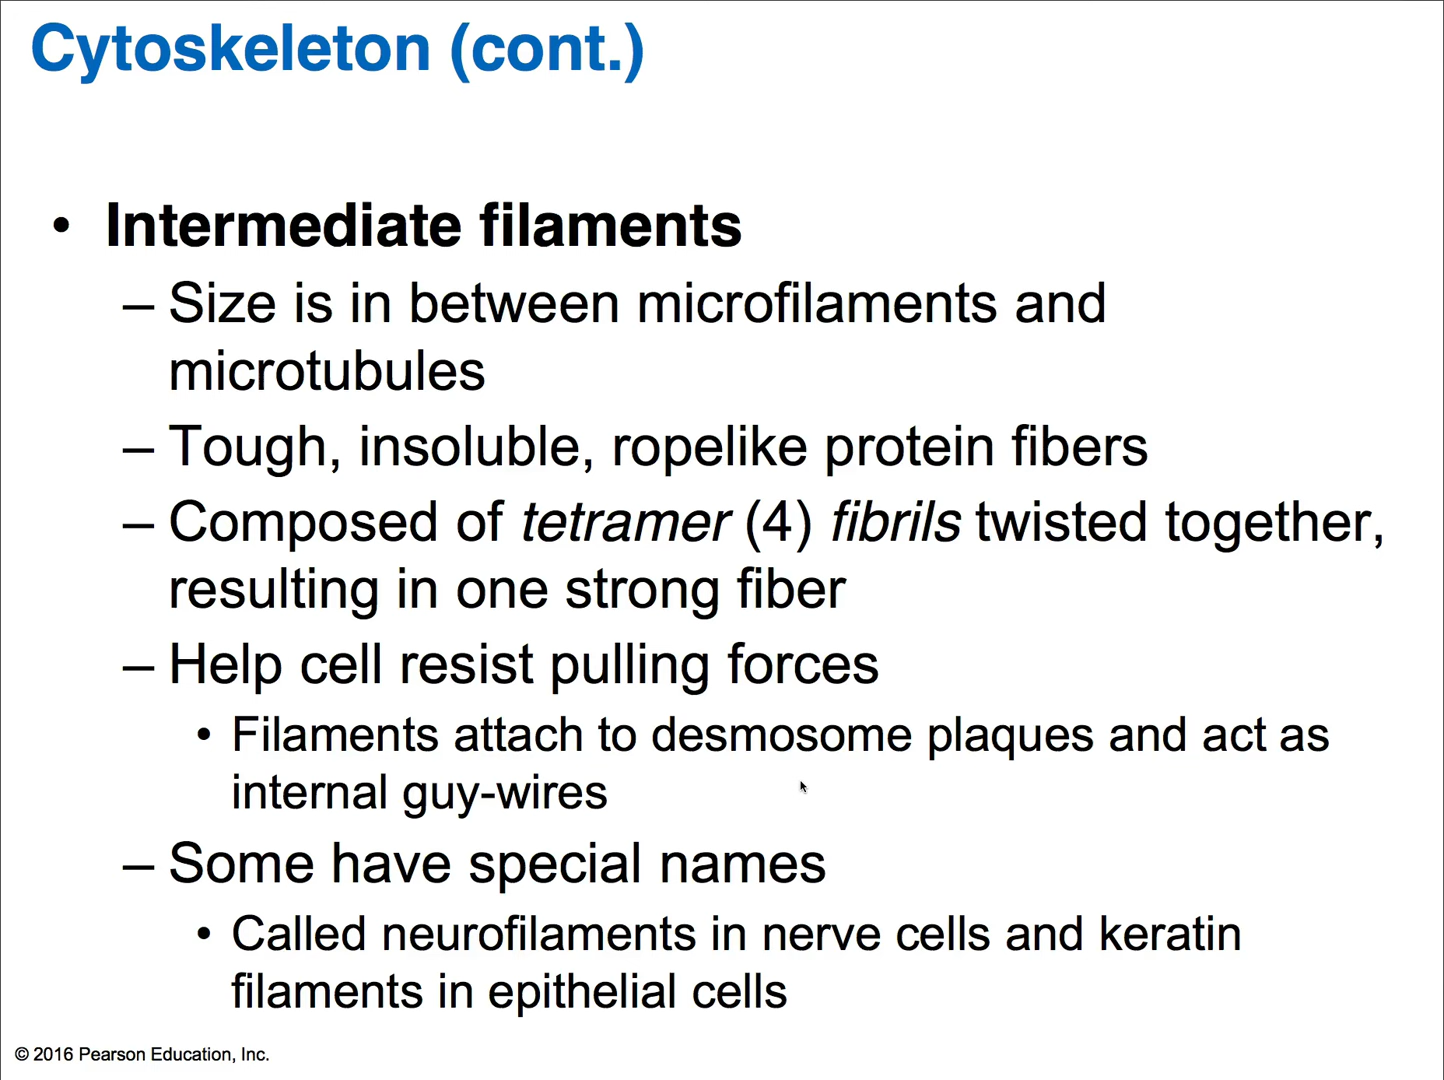 Cytoskeleton (cont.)
• Intermediate filaments
– Size is in between microfilaments and
microtubules
– Tough, insoluble, ropelike protein fibers
– Composed of tetramer (4) fibrils twisted together,
resulting in one strong fiber
– Help cell resist pulling forces
• Filaments attach to desmosome plaques and act as
internal guy-wires
– Some have special names
• Called neurofilaments in nerve cells and keratin
filaments in epithelial cells
© 2016 Pearson Education, Inc.